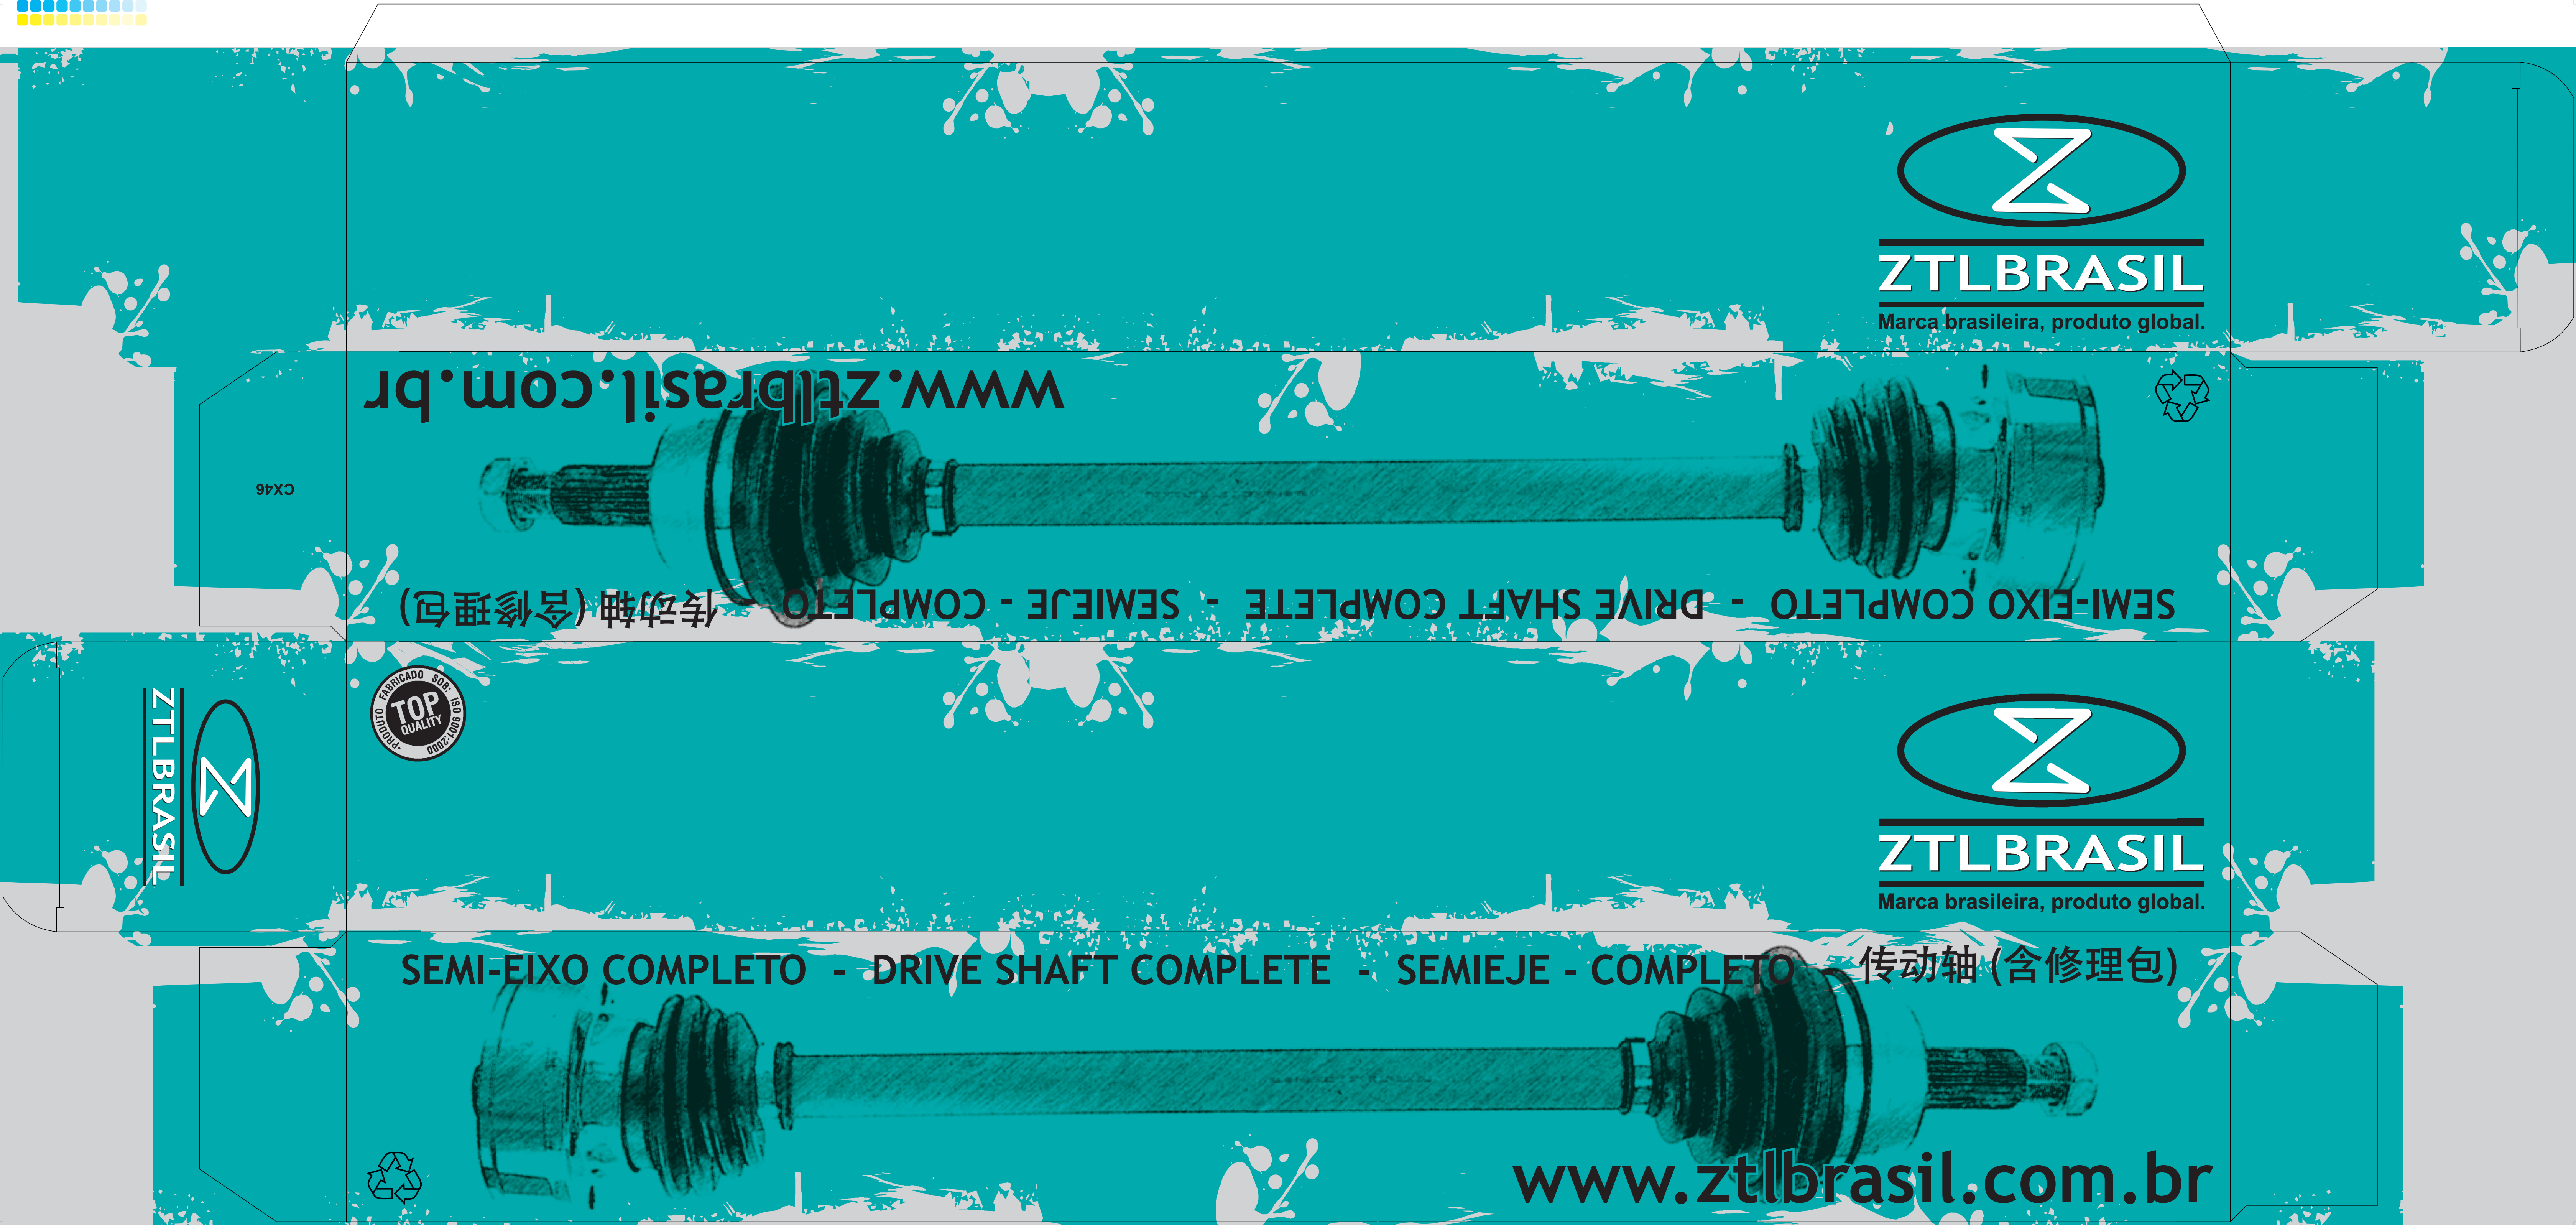 ZTLBRASIL
Marca brasileira, produto global.
www.ztlbrasil.com.br
CX46
SEMI-EIXO COMPLETO - DRIVE SHAFT COMPLETE - SEMIEJE - COMPLETO 传动轴 (含修理包)
•PRODUTO FABRICADO SOB: ISO 9001:2000
TOP
QUALITY
ZTLBRASIL
ZTLBRASIL
Marca brasileira, produto global.
SEMI-EIXO COMPLETO - DRIVE SHAFT COMPLETE - SEMIEJE - COMPLETO 传动轴 (含修理包)
www.ztlbrasil.com.br